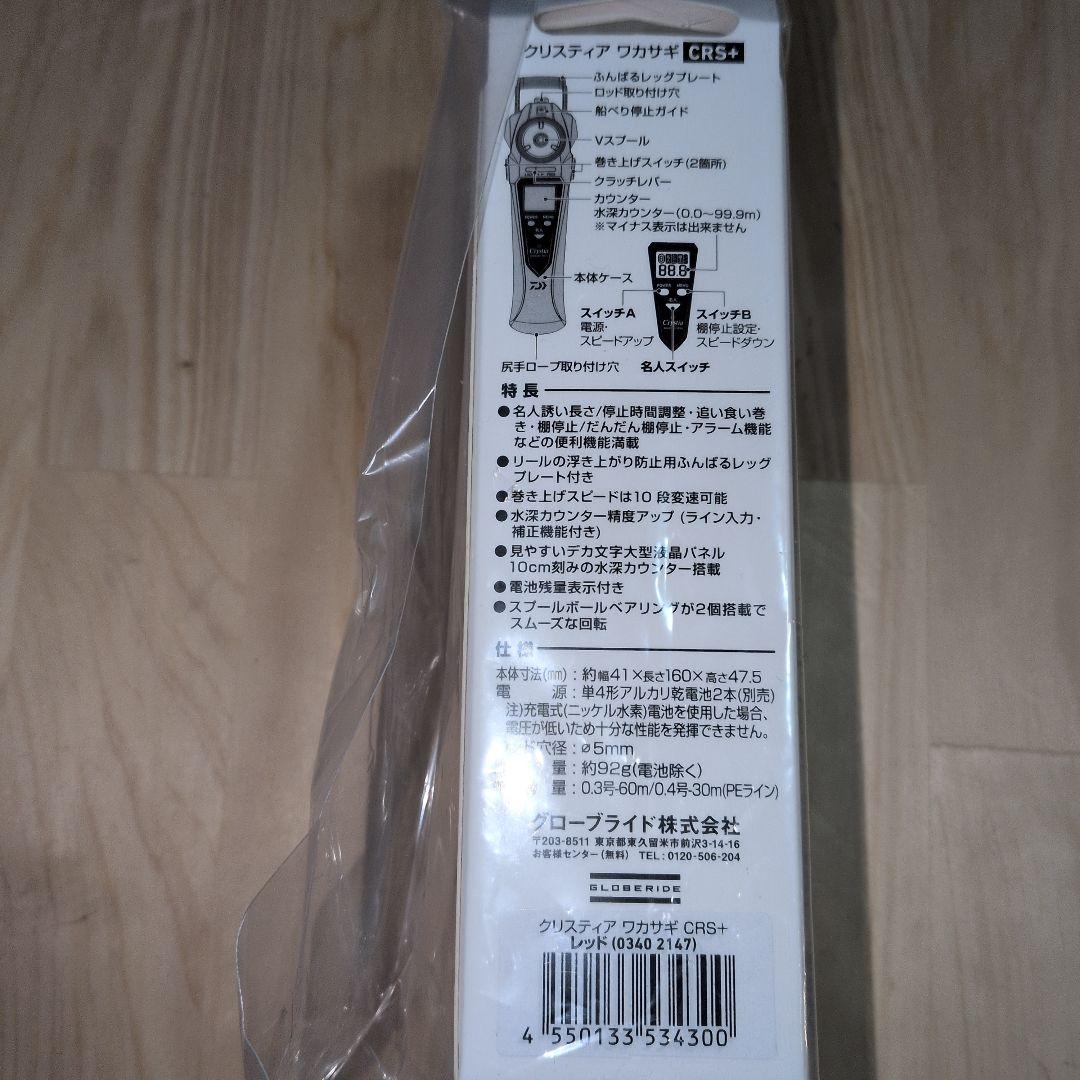 クリスティア ワカサギ CRS+
ふんばるレッグプレート
ロッド取り付け穴
船べり停止ガイド
Vスプール
巻き上げスイッチ(2箇所)
クラッチレバー
カウンター
水深カウンター(0.0〜99.9m)
※マイナス表示は出来ません
POWER MEMO
名人
Crystia
本体ケース
88.8
POWER MEMO
名人
Crystia
スイッチA
電源・
スピードアップ
スイッチB
棚停止設定・
スピードダウン
尻手ロープ取り付け穴
名人スイッチ
特長
●名人誘い長さ/停止時間調整・追い食い巻
き・棚停止/だんだん棚停止・アラーム機能
などの便利機能満載
●リールの浮き上がり防止用ふんばるレッグ
プレート付き
●巻き上げスピードは10段変速可能
●水深カウンター精度アップ(ライン入力・
補正機能付き)
●見やすいデカ文字大型液晶パネル
10cm刻みの水深カウンター搭載
●電池残量表示付き
●スプールボールベアリングが2個搭載で
スムーズな回転
仕様
本体寸法(mm):約幅41×長さ160×高さ47.5
電 源:単4形アルカリ乾電池2本(別売)
注)充電式(ニッケル水素)電池を使用した場合、
電圧が低いため十分な性能を発揮できません。
ド穴径:ø5mm
量:約92g(電池除く)
量:0.3号-60m/0.4号-30m(PEライン)
グローブライド株式会社
〒203-8511 東京都東久留米市前沢3-14-16
お客様センター(無料) TEL:0120-506-204
GLOBERIDE
クリスティア ワカサギ CRS+
レッド(0340 2147)
4 550133 534300